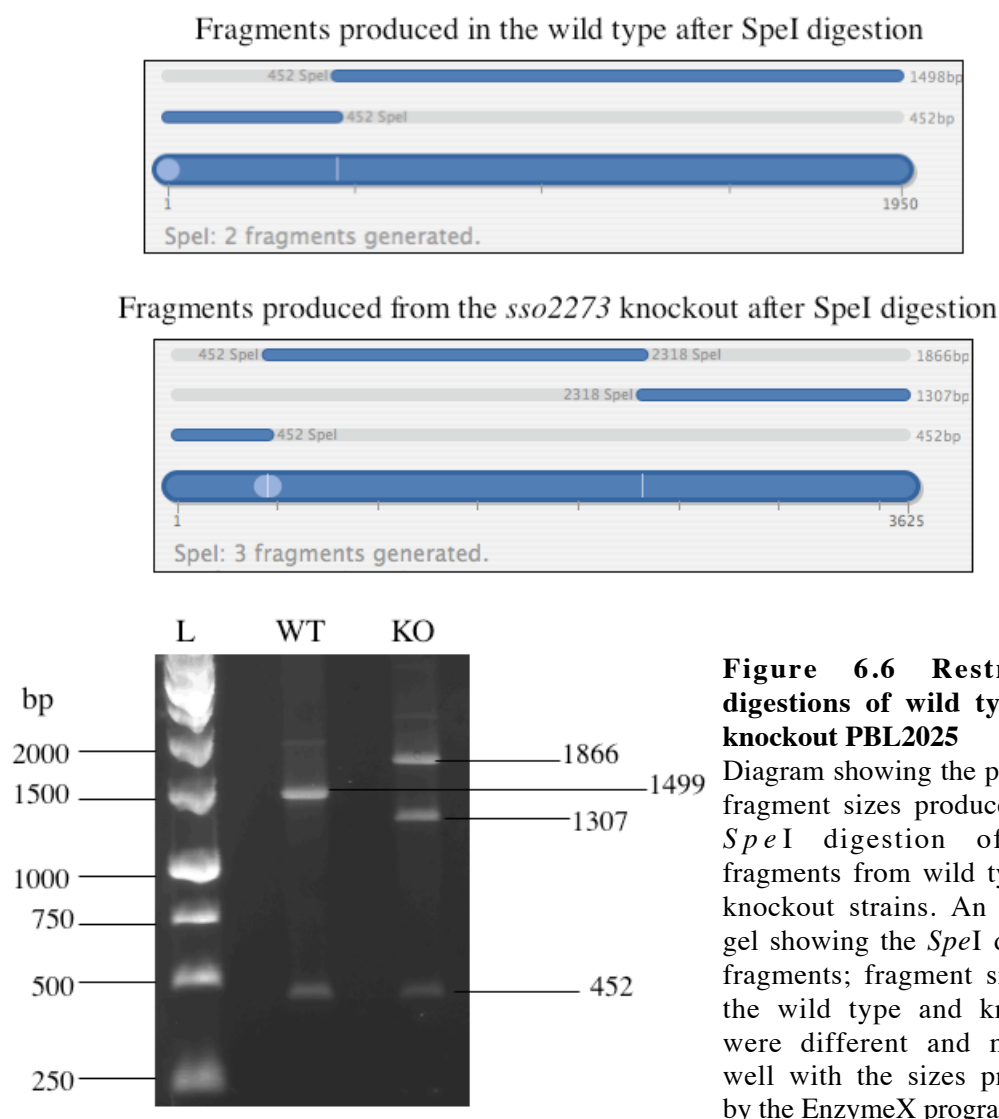 Fragments produced in the wild type after SpeI digestion
452 SpeI 1498bp
452 SpeI 452bp
1 1950
SpeI: 2 fragments generated.
Fragments produced from the sso2273 knockout after SpeI digestion
452 SpeI 2318 SpeI 1866bp
2318 SpeI 1307bp
452 SpeI 452bp
1 3625
SpeI: 3 fragments generated.
L WT KO
bp
2000
1500
1000
750
500
250
1866
1499
1307
452
Figure 6.6 Restr
digestions of wild ty
knockout PBL2025
Diagram showing the p
fragment sizes produc
SpeI digestion of
fragments from wild ty
knockout strains. An
gel showing the SpeI d
fragments; fragment si
the wild type and kn
were different and m
well with the sizes pr
by the EnzymeX progra